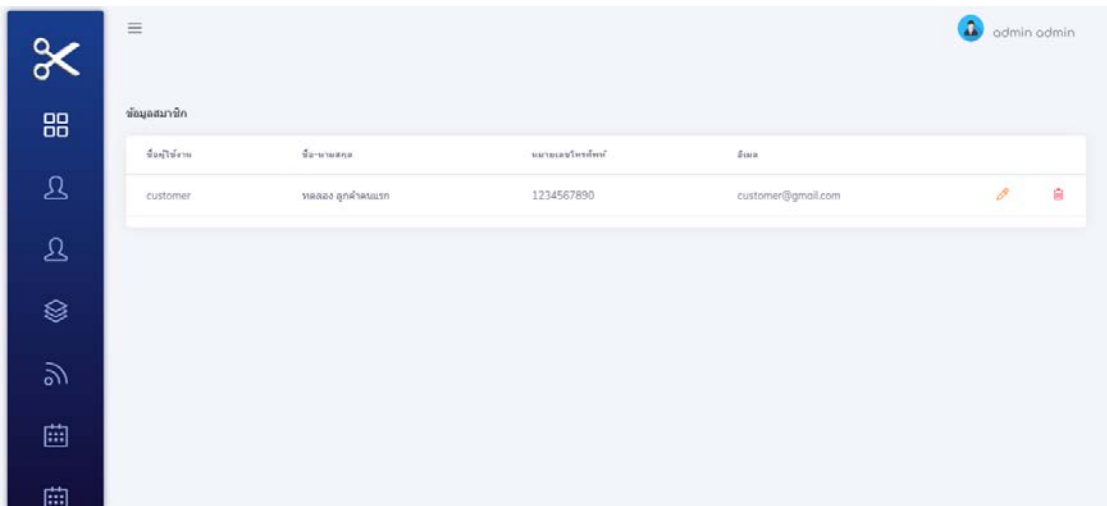 admin admin
ข้อมูลสมาชิก
ชื่อผู้ใช้งาน ชื่อ-นามสกุล หมายเลขโทรศัพท์ อีเมล
customer ทดลอง ลูกค้าคนแรก 1234567890 customer@gmail.com